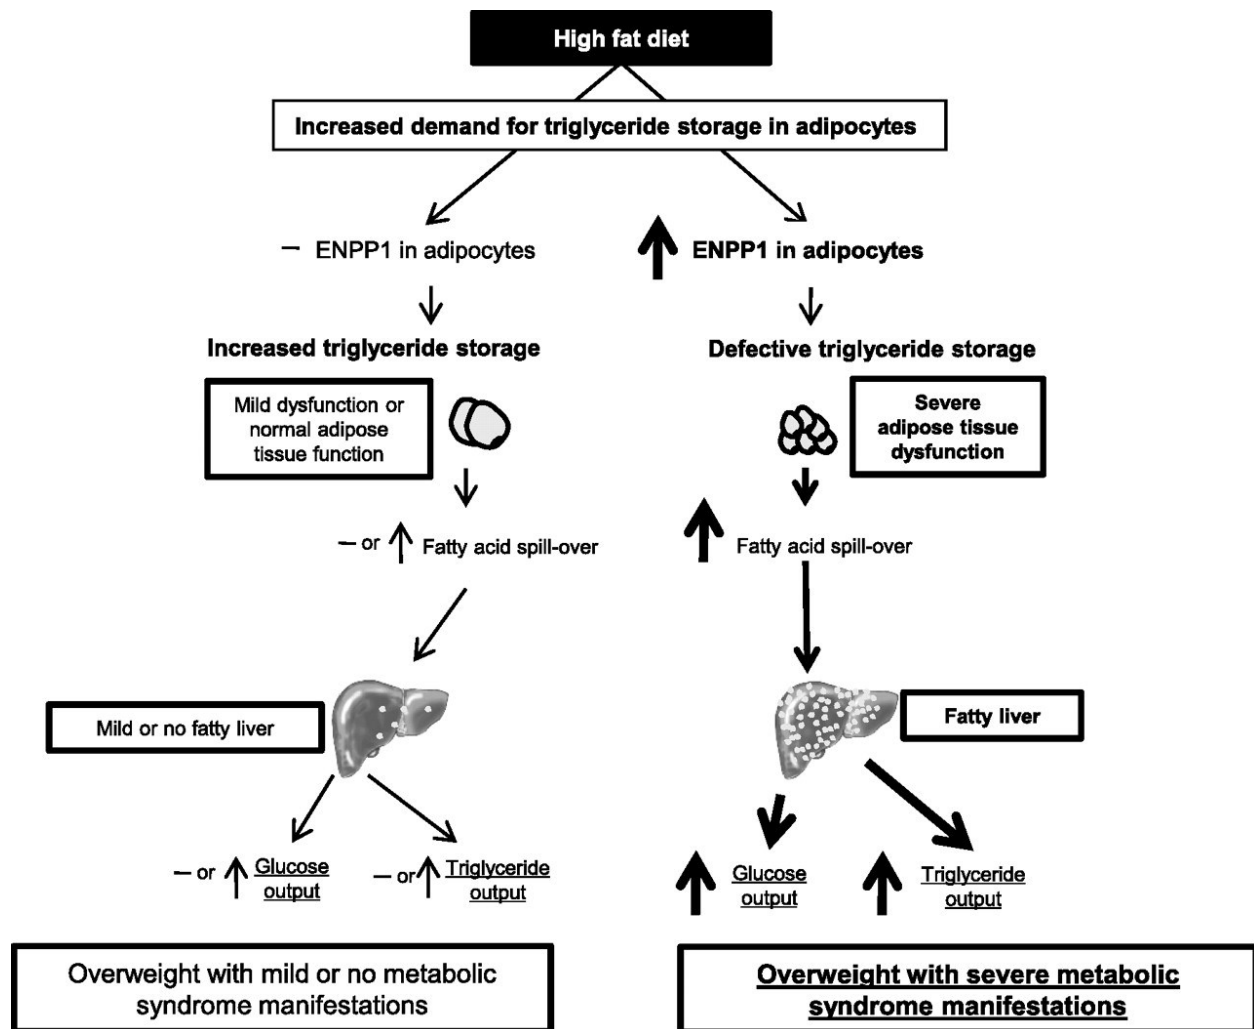 High fat diet
Increased demand for triglyceride storage in adipocytes
– ENPP1 in adipocytes
ENPP1 in adipocytes
Increased triglyceride storage
Defective triglyceride storage
Mild dysfunction or
normal adipose
tissue function
Severe
adipose tissue
dysfunction
– or ↑ Fatty acid spill-over
↑ Fatty acid spill-over
Mild or no fatty liver
Fatty liver
– or ↑ Glucose
output
– or ↑ Triglyceride
output
↑ Glucose
output
↑ Triglyceride
output
Overweight with mild or no metabolic
syndrome manifestations
Overweight with severe metabolic
syndrome manifestations